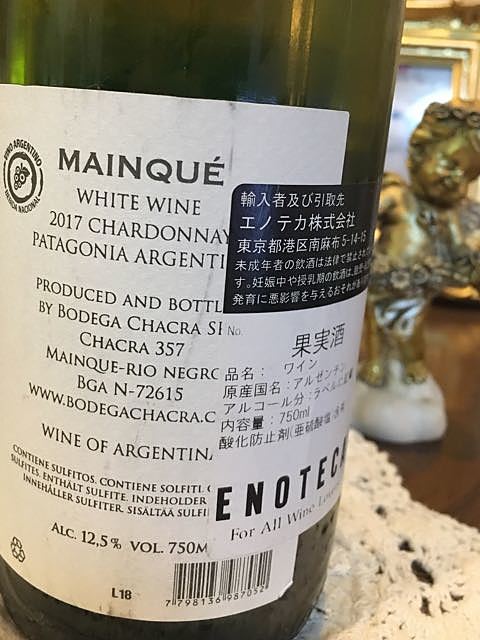 VINO ARGENTINO
BEBIDA NACIONAL
MAINQUÉ
WHITE WINE
2017 CHARDONNAY
PATAGONIA ARGENTI
PRODUCED AND BOTTL
BY BODEGA CHACRA SR
CHACRA 357
MAINQUE-RIO NEGRO
BGA N-72615
WWW.BODEGACHACRA.C
WINE OF ARGENTINA
CONTIENE SULFITOS, CONTIENE SOLFITI,
SULFITES, ENTHÄLT SULFITE, INDEHOLDER
INNEHÅLLER SULFITER, SISÄLTÄÄ SULFII
ALC. 12,5% VOL. 750M
L18
7798136987052
輸入者及び引取先
エノテカ株式会社
東京都港区南麻布5-14-15
未成年者の飲酒は法律で禁止され
す。妊娠中や授乳期の飲酒は、胎児・
発育に悪影響を与えるおそれがあり
No.
果実酒
品名： ワイン
原産国名：アルゼンチン
アルコール分：ラベルに記載
内容量：750ml
酸化防止剤(亜硫酸塩)含有
ENOTECA
For All Wine Lov